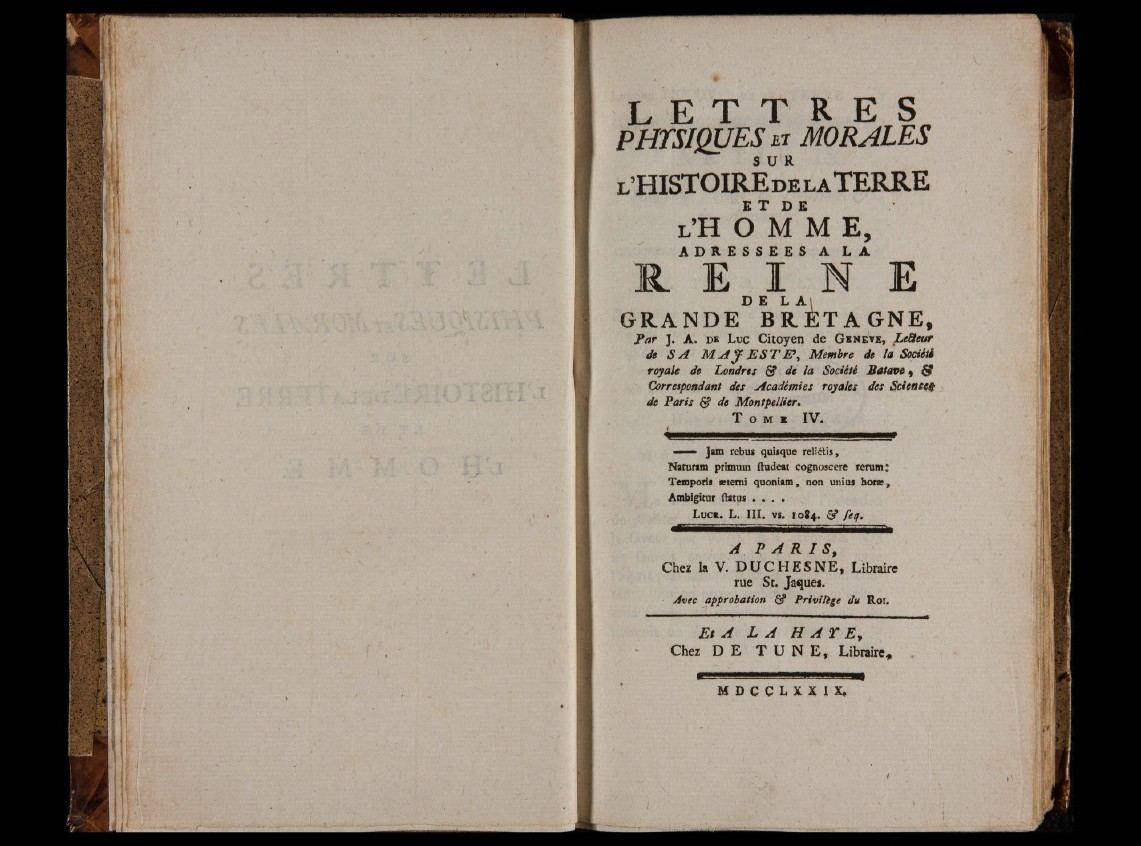 LETTRES
PHYSIQUES ET MORALES
SUR
L'HISTOIRE DE LA TERRE
ET DE
L'HOMME,
ADRESSEES A LA
REINE
DE LA
GRANDE BRETAGNE,
Par J. A. DE LUC Citoyen de GENEVE, Lecteur
de SA MAJESTE', Membre de la Société
royale de Londres & de la Société Batave, &
Correspondant des Académies royales des Sciences
de Paris & de Montpellier.
TOME IV.
—— Jam rebus quisque relictis,
Naturam primum ſtudeat cognoscere rerum:
Temporis æterni quoniam, non unius horæ,
Ambigitur ſtatus . . . .
LUCR. L. III. vs. 1084. & ſeq.
A PARIS,
Chez la V. DUCHESNE, Libraire
rue St. Jaques.
Avec approbation & Privilège du ROI.
Et A LA HAYE,
Chez DE TUNE, Libraire,
MDCCLXXIX.